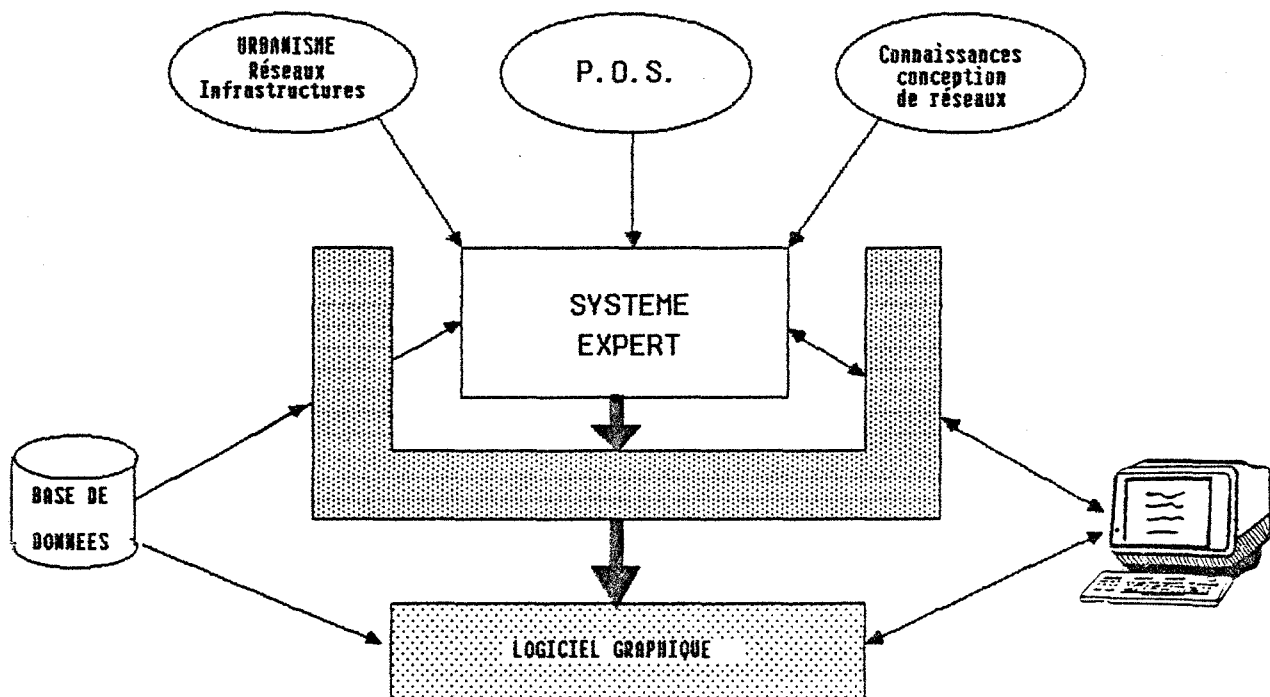 URBANISME
Réseaux
Infrastructures
P.O.S.
Connaissances
conception
de réseaux
SYSTEME
EXPERT
BASE DE
DONNEES
LOGICIEL GRAPHIQUE